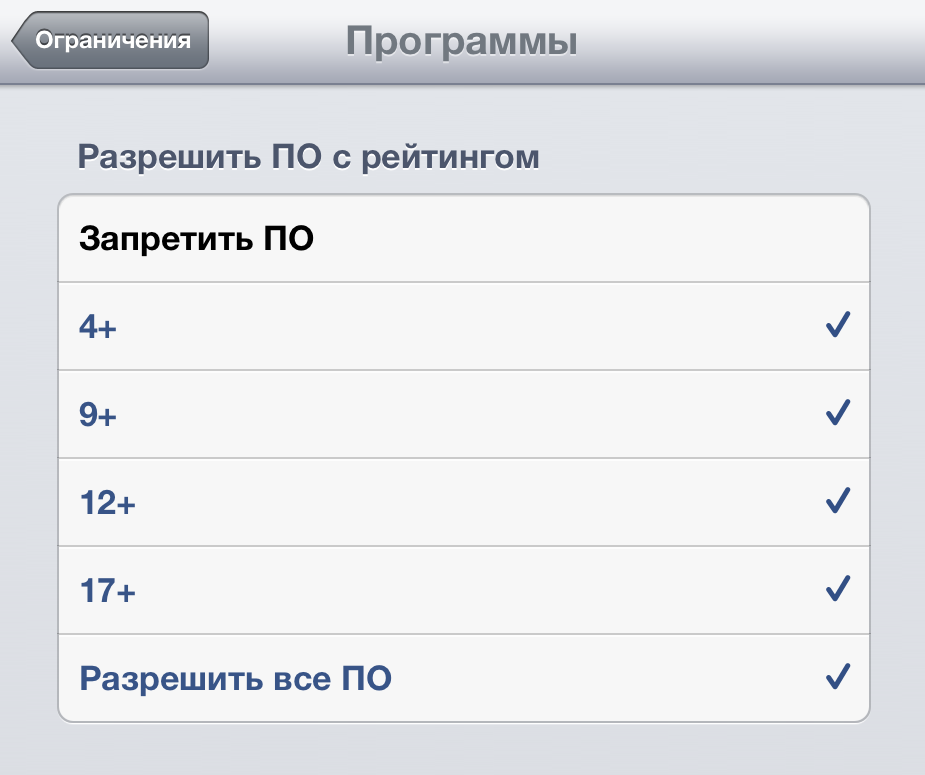 Ограничения
Программы
Разрешить ПО с рейтингом
Запретить ПО
4+
9+
12+
17+
Разрешить все ПО